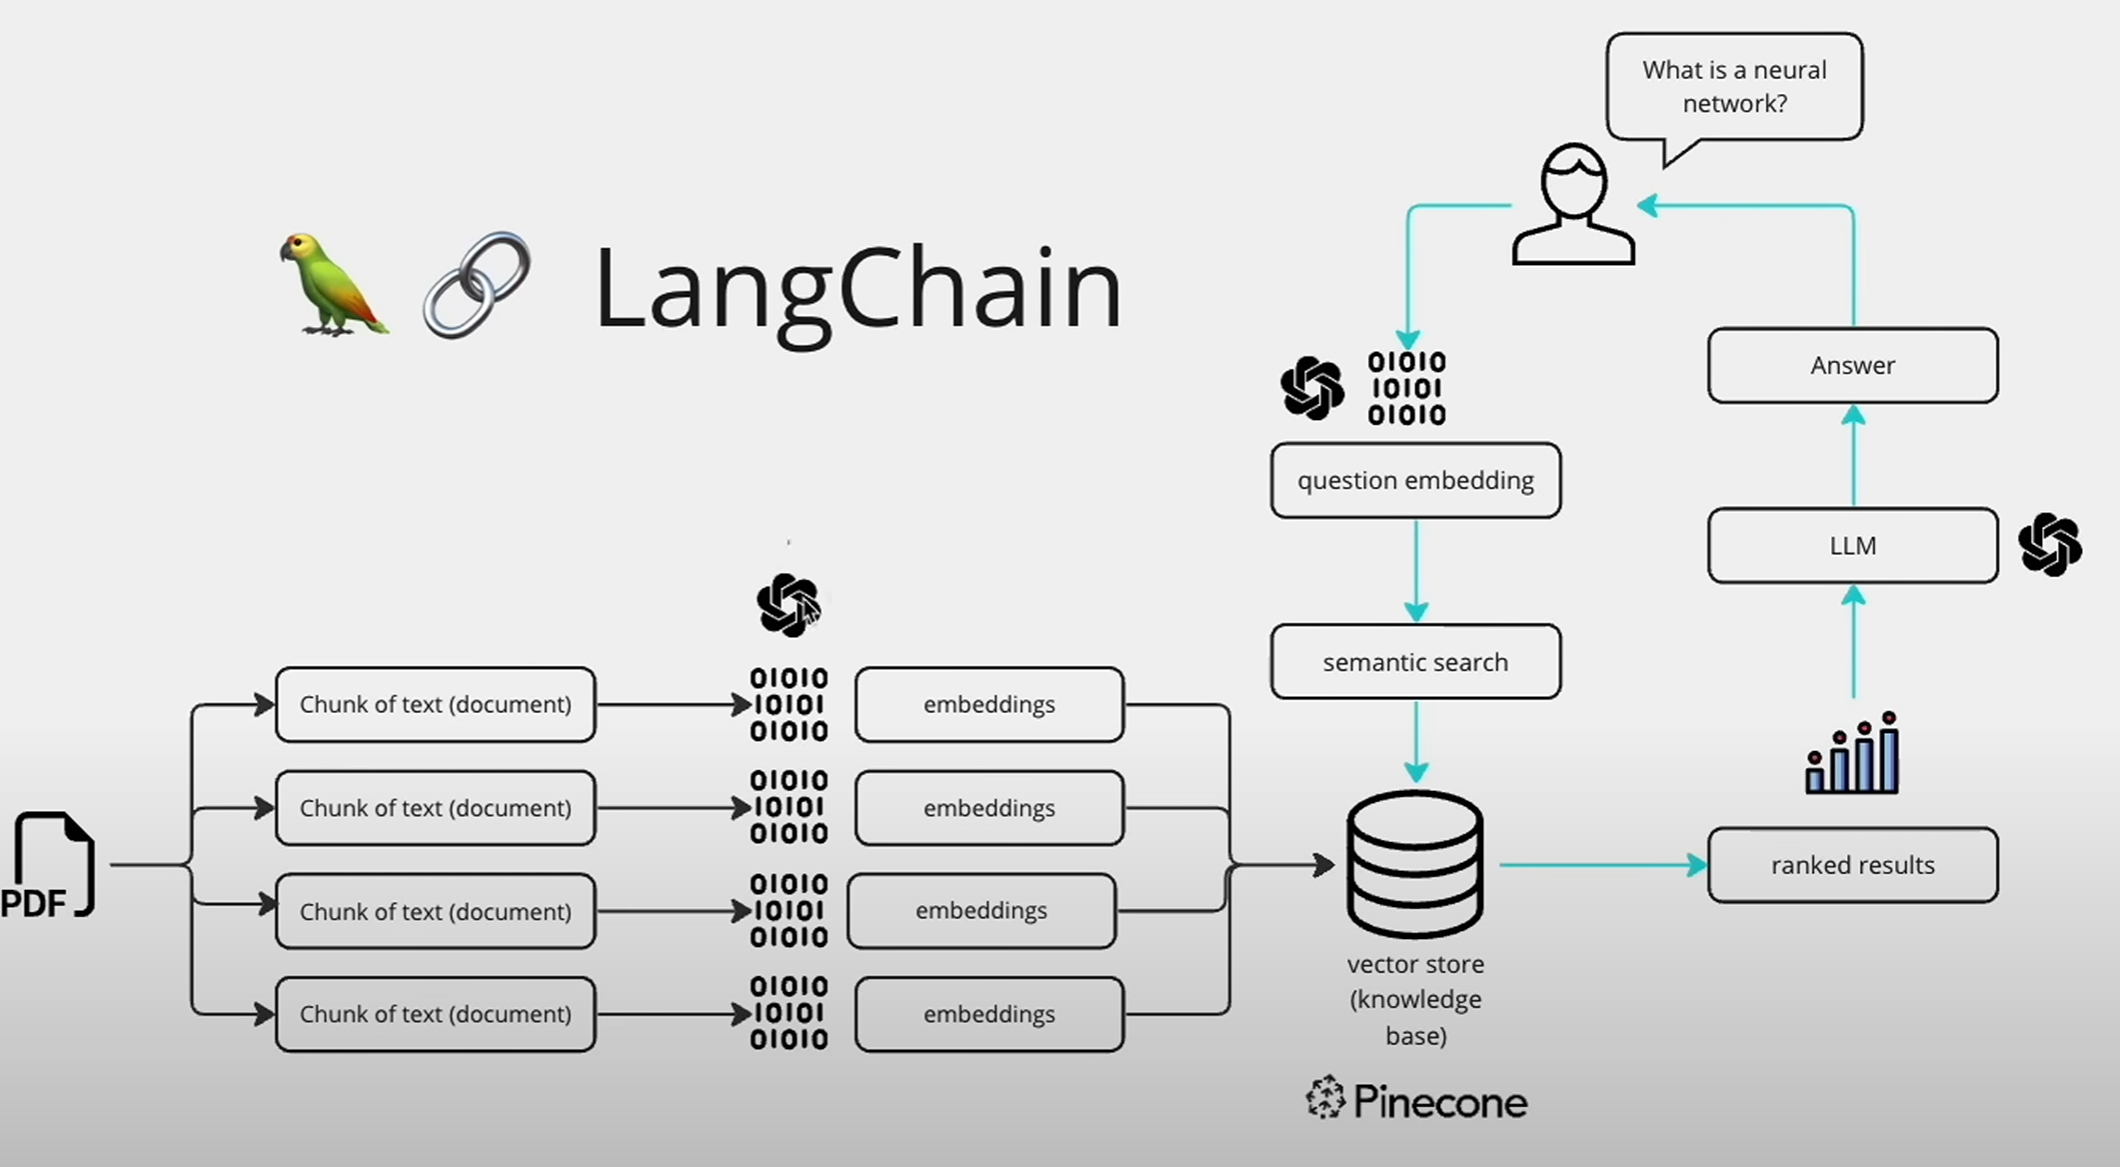 What is a neural
network?
LangChain
01010
10101
01010
Answer
question embedding
LLM
semantic search
01010
10101
01010
Chunk of text (document)
embeddings
01010
10101
01010
Chunk of text (document)
embeddings
PDF
ranked results
01010
10101
01010
Chunk of text (document)
embeddings
vector store
(knowledge
base)
01010
10101
01010
Chunk of text (document)
embeddings
Pinecone